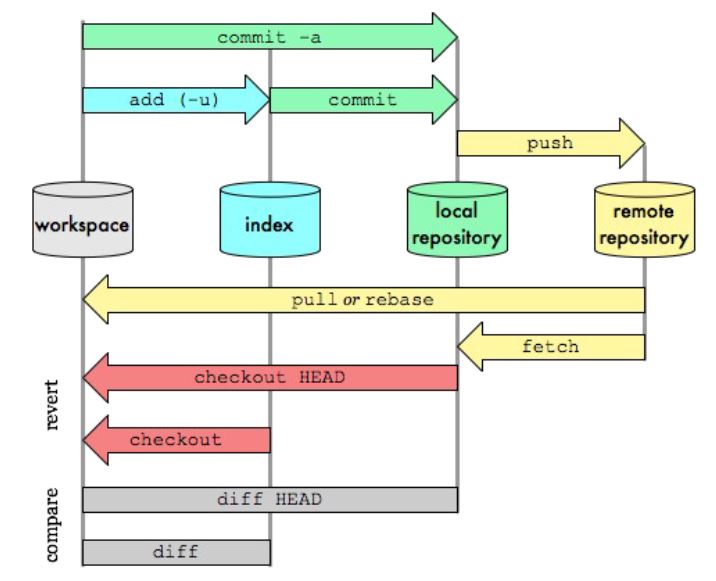 commit -a
add (-u)
commit
push
workspace
index
local
repository
remote
repository
pull or rebase
fetch
revert
checkout HEAD
checkout
compare
diff HEAD
diff